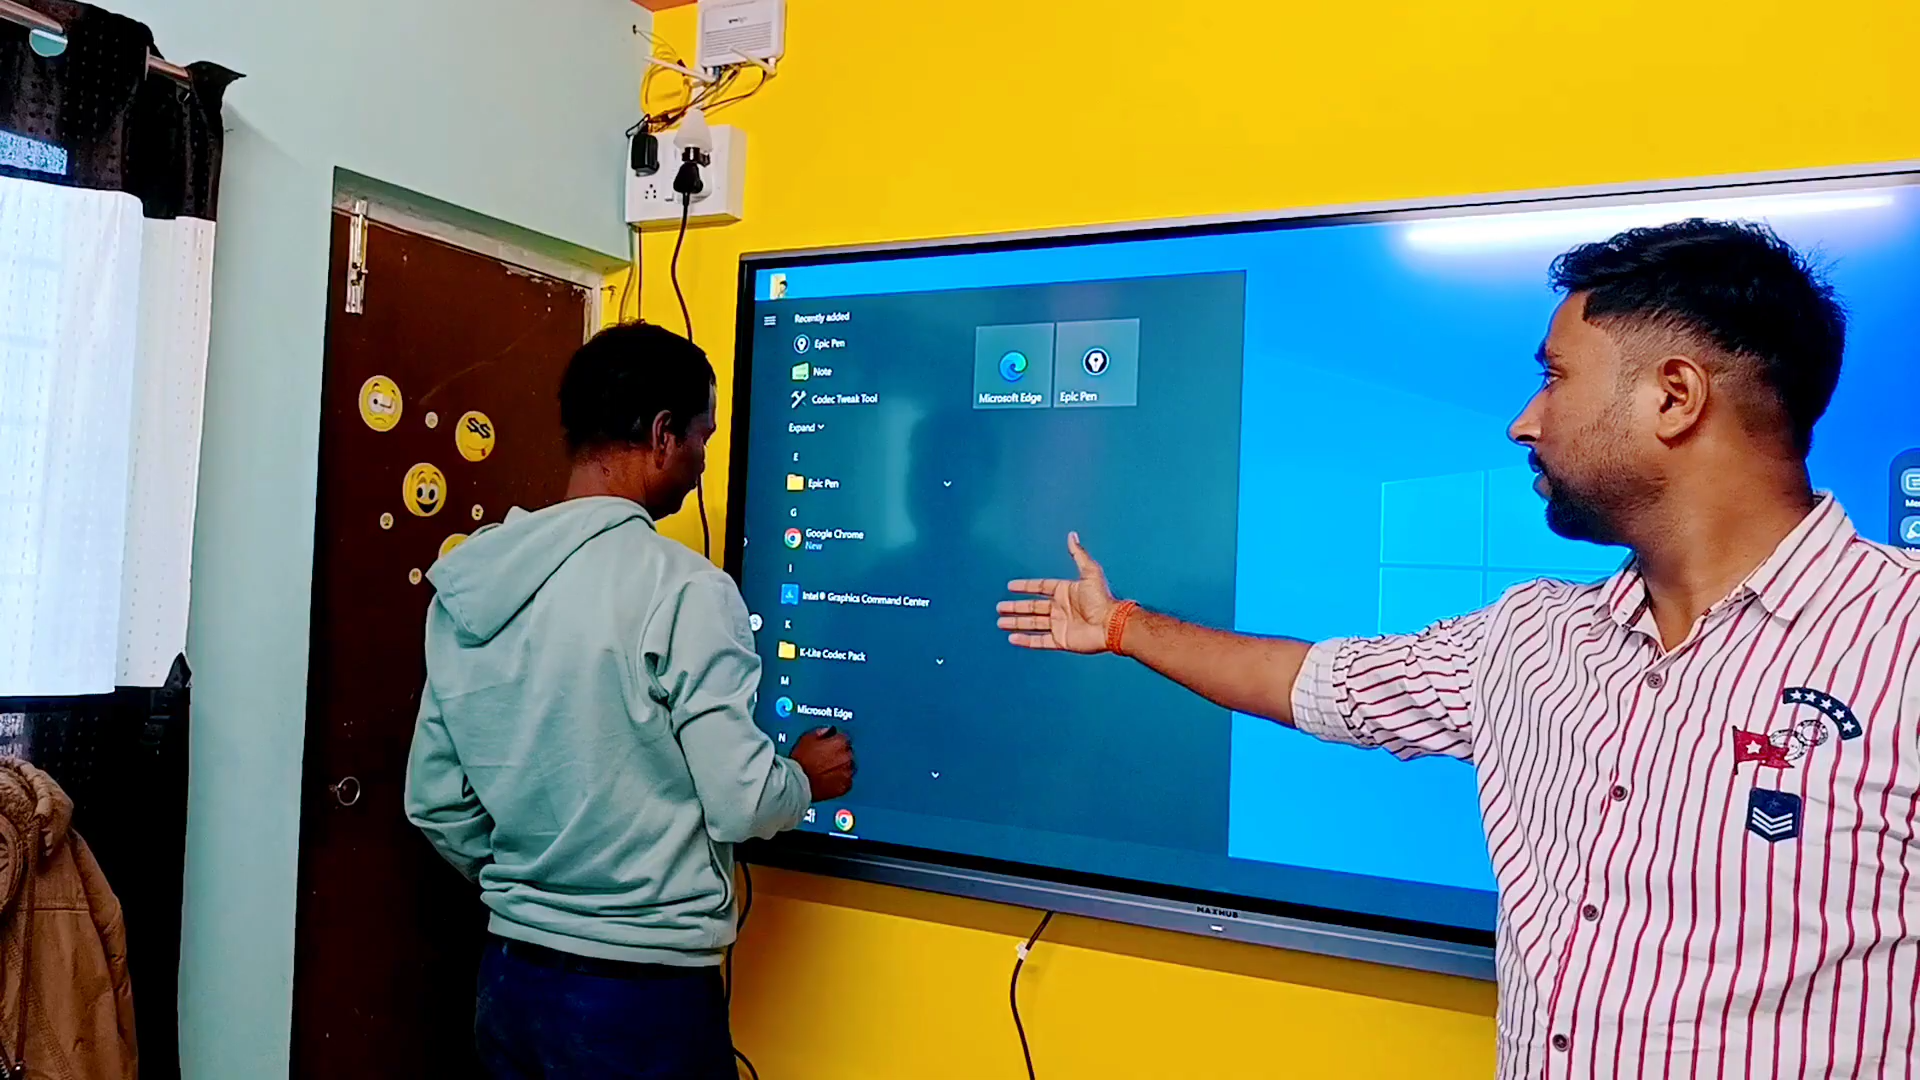 Recently added
Epic Pen
Note
Codec Tweak Tool
Expand
E
Epic Pen
G
Google Chrome
New
I
Intel® Graphics Command Center
K
K-Lite Codec Pack
M
Microsoft Edge
N
Microsoft Edge
Epic Pen
MAXHUB
$$